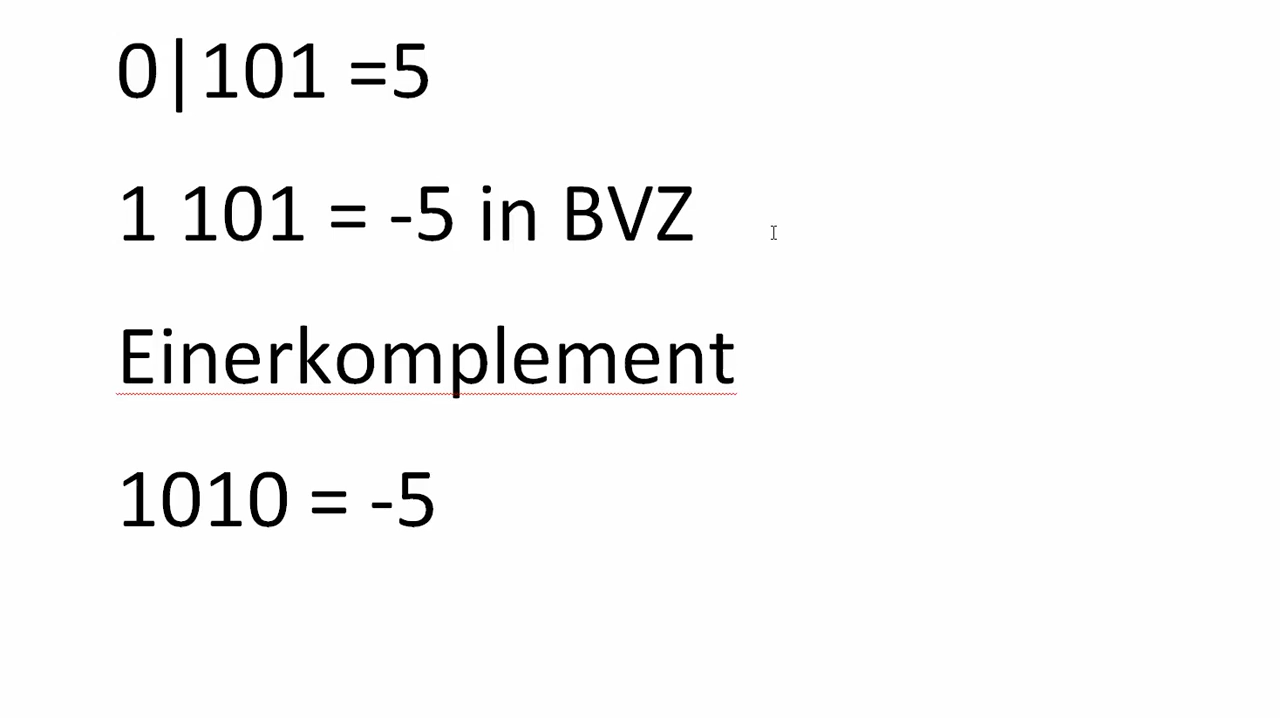 0|101 =5
1 101 = -5 in BVZ
Einerkomplement
1010 = -5